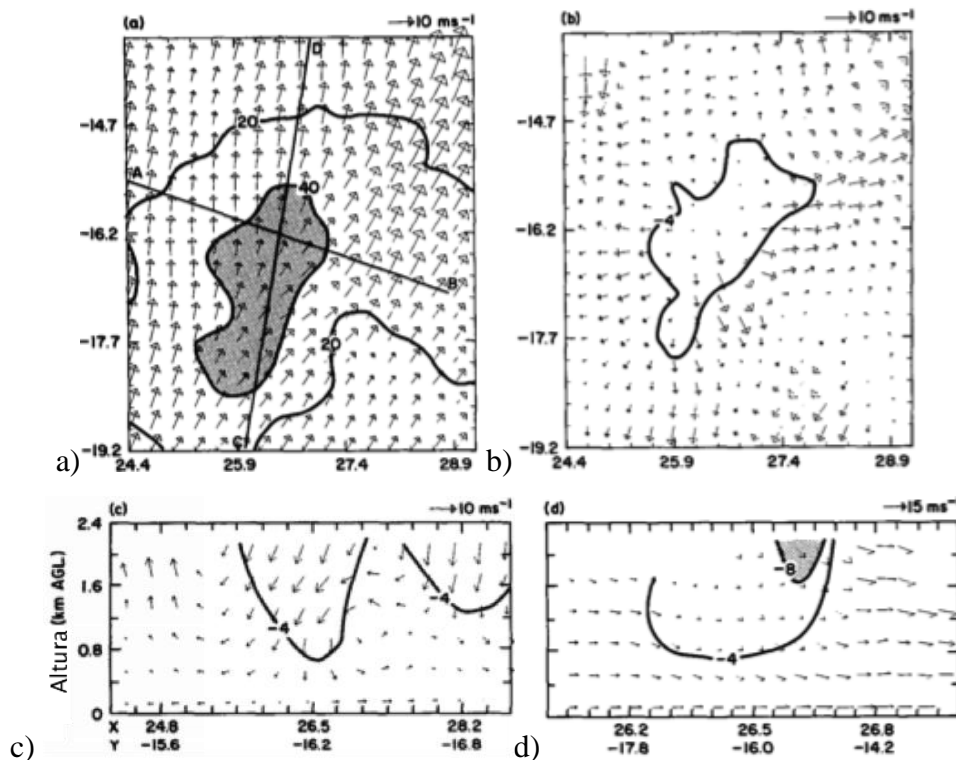 (a)
10 ms⁻¹
D
-14.7
20
A
40
-16.2
B
-17.7
20
C
-19.2
24.4 25.9 27.4 28.9
a)
(b)
10 ms⁻¹
-14.7
-4
-16.2
-17.7
-19.2
24.4 25.9 27.4 28.9
b)
(c)
10 ms⁻¹
2.4
1.6
-4
-4
0.8
0
Altura (km AGL)
X 24.8 26.5 28.2
Y -15.6 -16.2 -16.8
c)
(d)
15 ms⁻¹
-8
-4
26.2 26.5 26.8
-17.8 -16.0 -14.2
d)